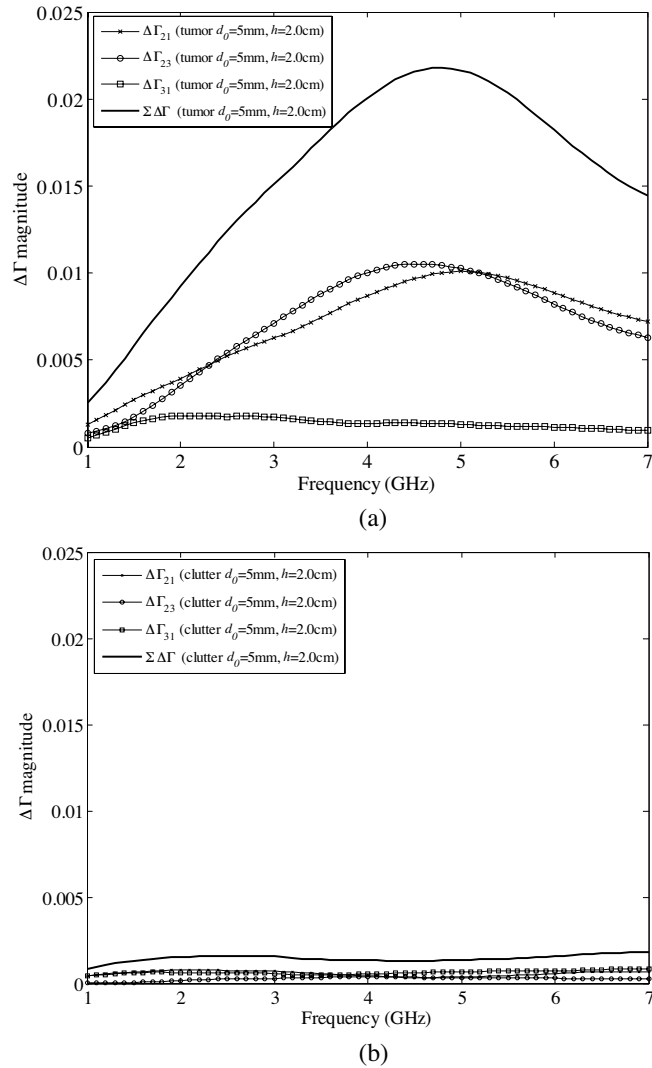 0.025
ΔΓ21 (tumor d0=5mm, h=2.0cm)
ΔΓ23 (tumor d0=5mm, h=2.0cm)
ΔΓ31 (tumor d0=5mm, h=2.0cm)
Σ ΔΓ (tumor d0=5mm, h=2.0cm)
0.02
0.015
0.01
0.005
0
ΔΓ magnitude
1 2 3 4 5 6 7
Frequency (GHz)
(a)
0.025
ΔΓ21 (clutter d0=5mm, h=2.0cm)
ΔΓ23 (clutter d0=5mm, h=2.0cm)
ΔΓ31 (clutter d0=5mm, h=2.0cm)
Σ ΔΓ (clutter d0=5mm, h=2.0cm)
0.02
0.015
0.01
0.005
0
ΔΓ magnitude
1 2 3 4 5 6 7
Frequency (GHz)
(b)